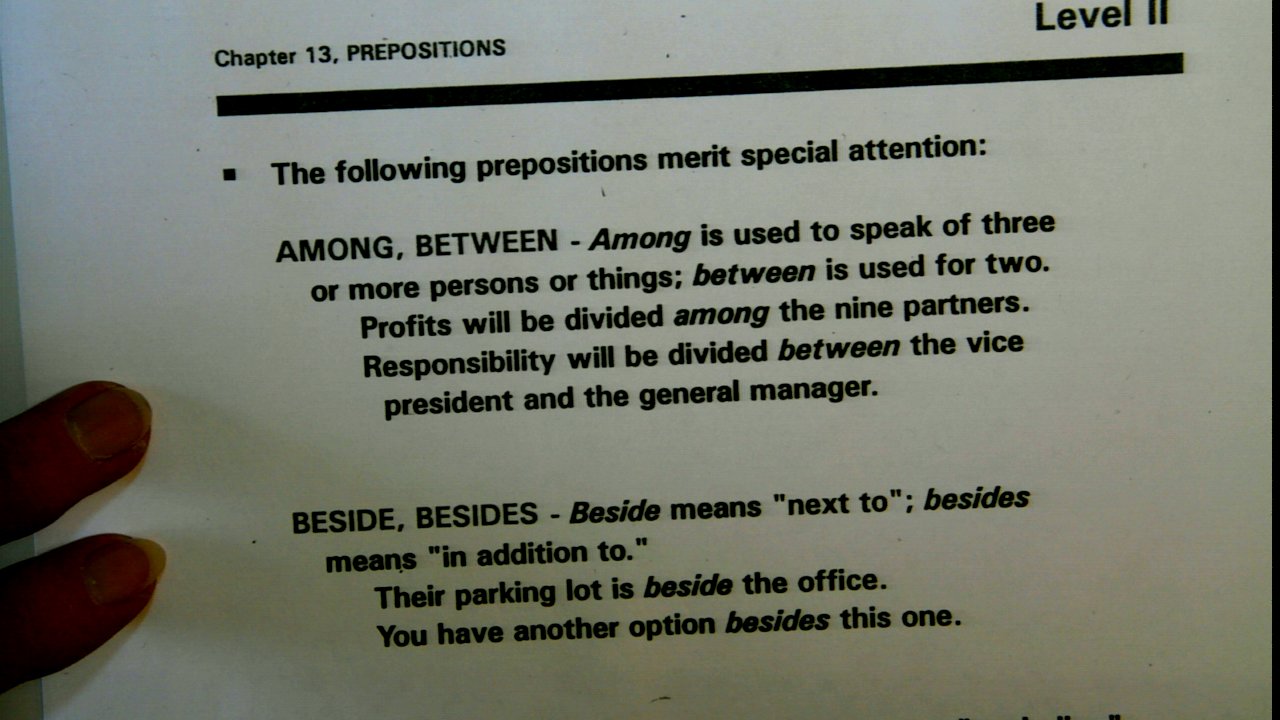 Level II
Chapter 13, PREPOSITIONS
▪ The following prepositions merit special attention:
AMONG, BETWEEN - Among is used to speak of three
or more persons or things; between is used for two.
Profits will be divided among the nine partners.
Responsibility will be divided between the vice
president and the general manager.
BESIDE, BESIDES - Beside means "next to"; besides
means "in addition to."
Their parking lot is beside the office.
You have another option besides this one.